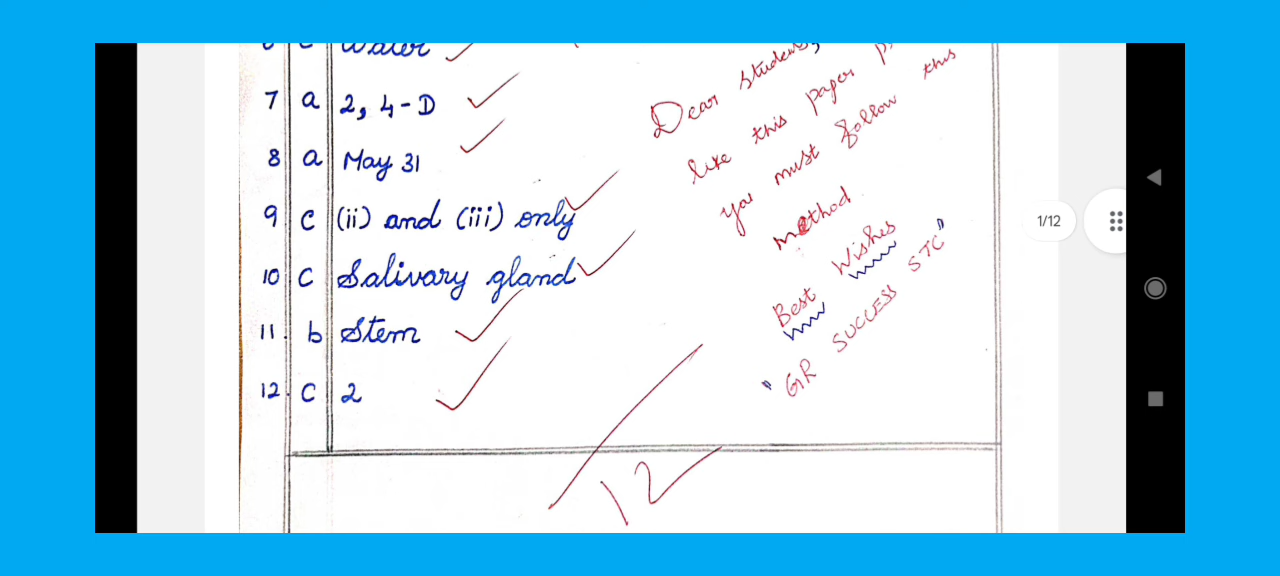 Water
7 a 2, 4-D
8 a May 31
9 c (ii) and (iii) only
10 c Salivary gland
11. b Stem
12. c 2
Dear students,
like this paper
you must follow this
method.
Best Wishes
"GR SUCCESS STC"
12
1/12